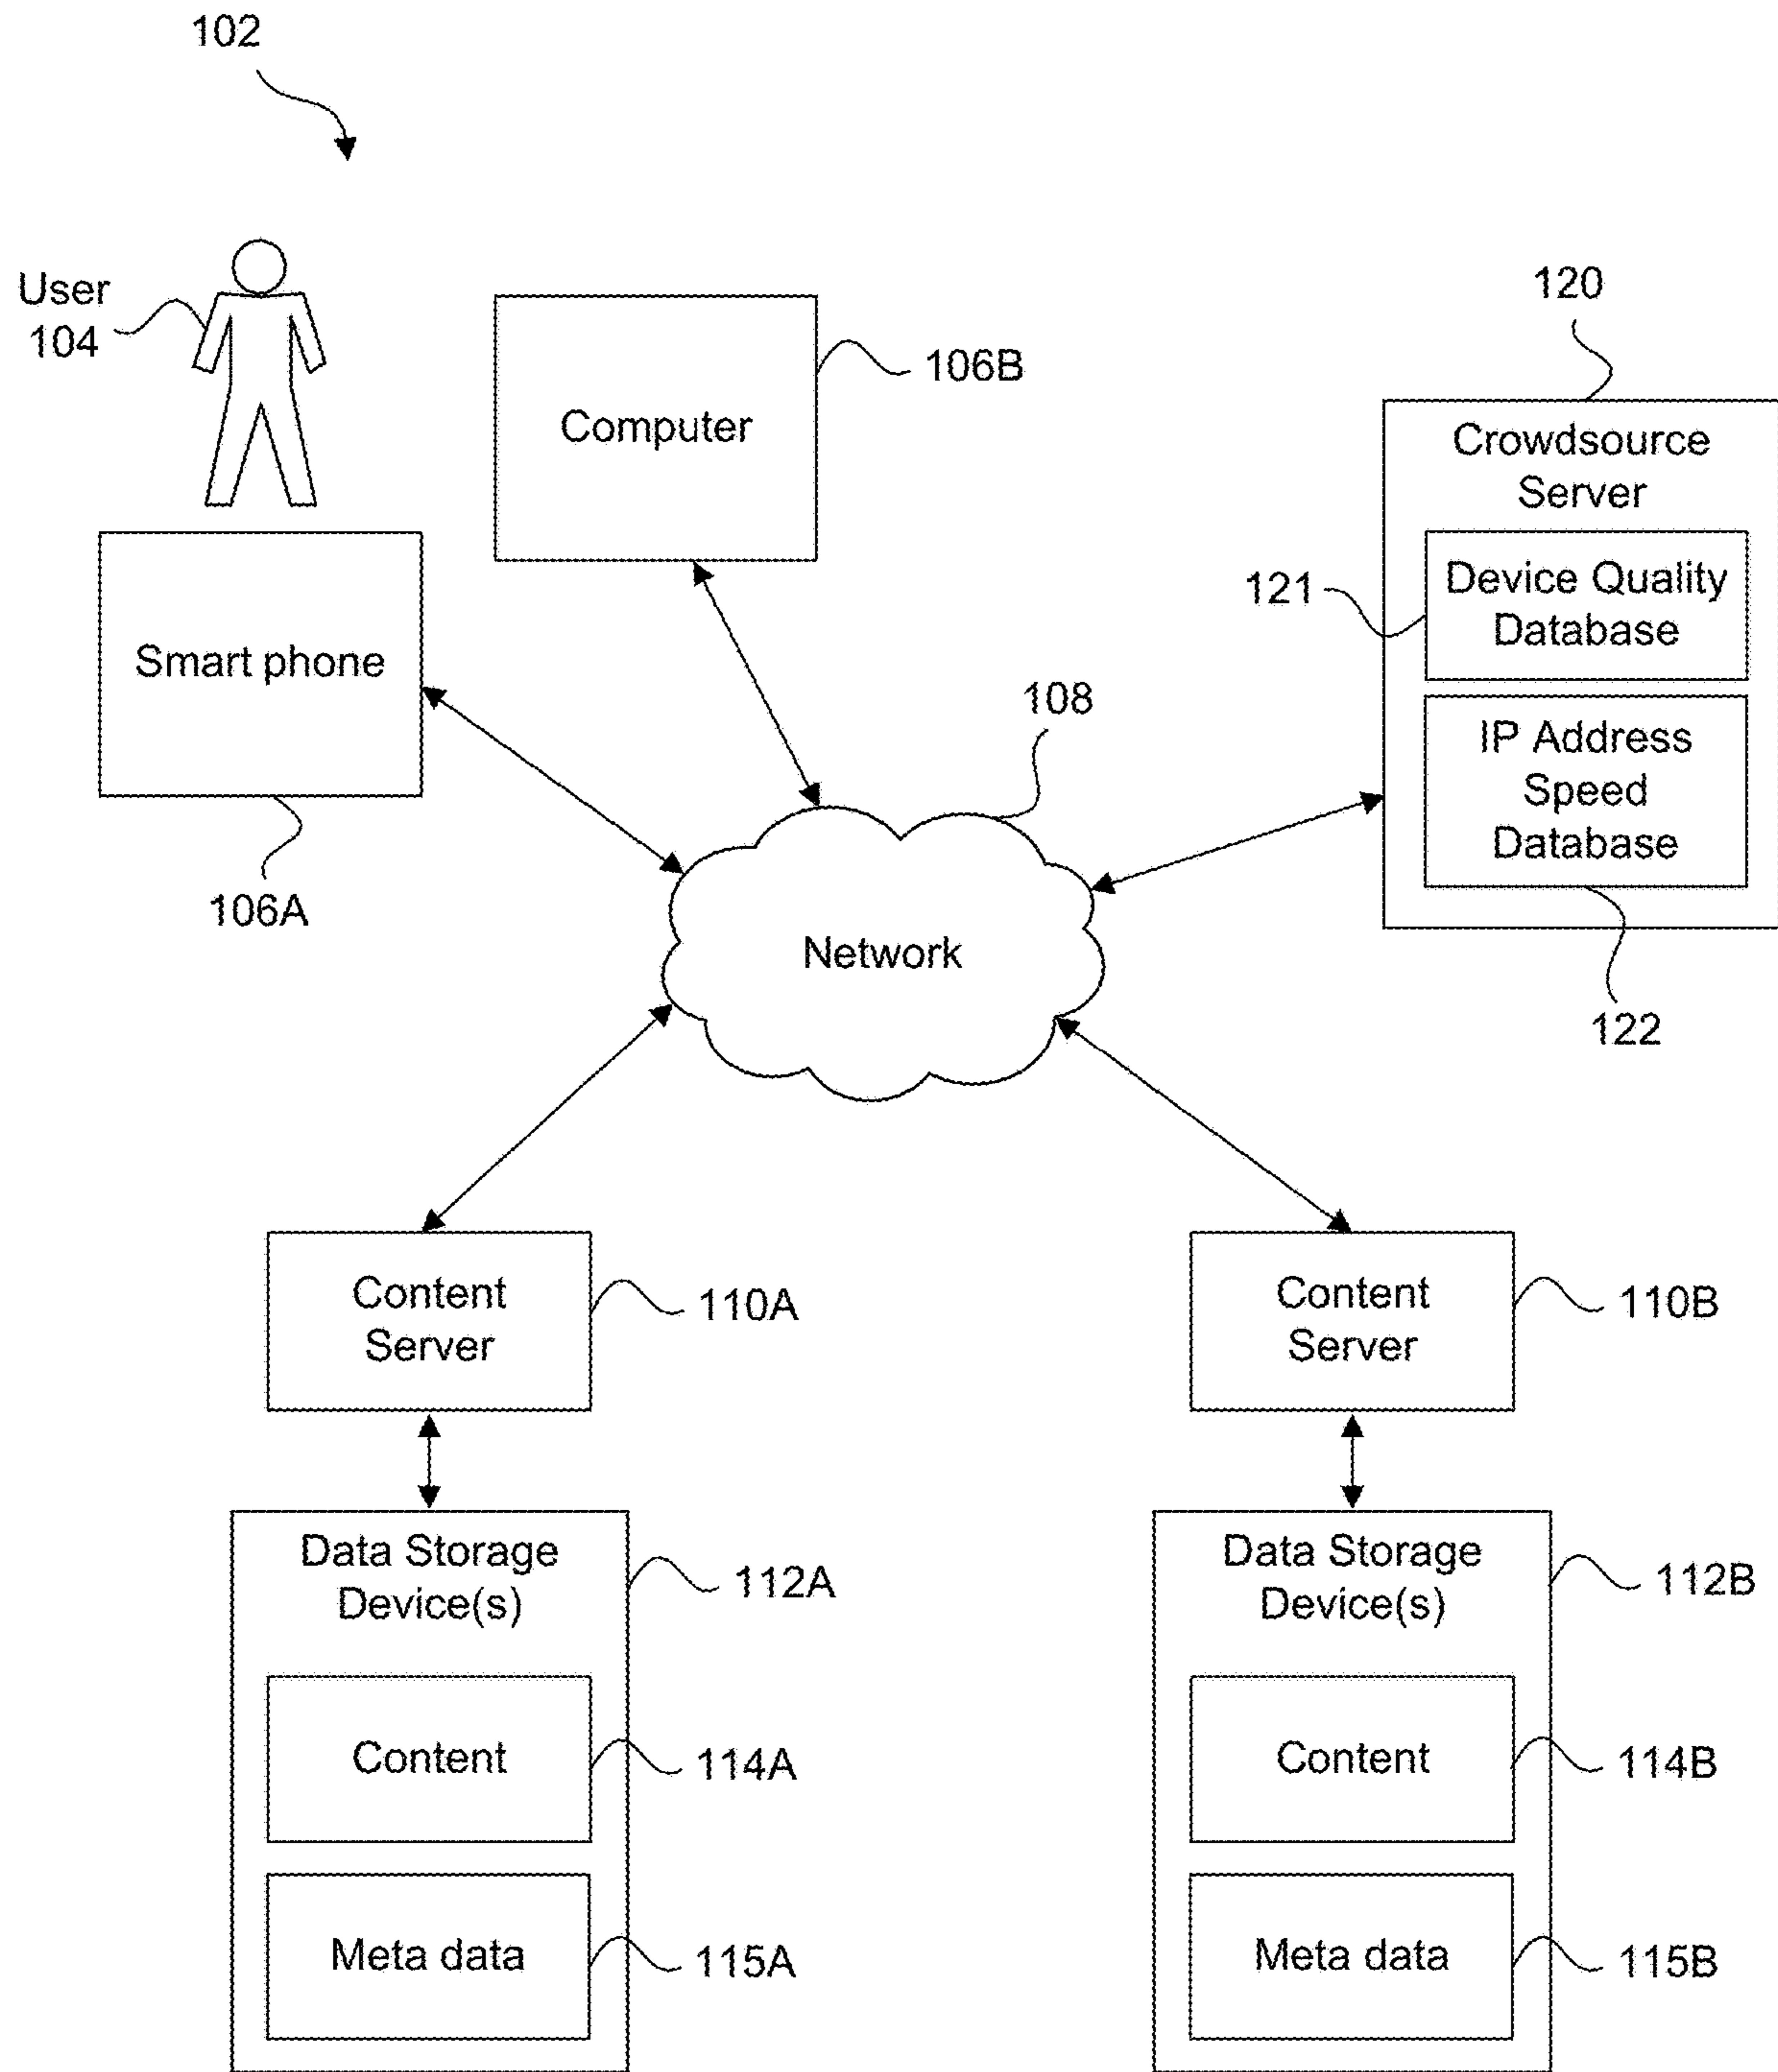 102
User
104
Computer
106B
120
Crowdsource
Server
121
Device Quality
Database
Smart phone
IP Address
Speed
Database
108
106A
Network
122
Content
Server
110A
Content
Server
110B
Data Storage
Device(s)
112A
Data Storage
Device(s)
112B
Content
114A
Content
114B
Meta data
115A
Meta data
115B